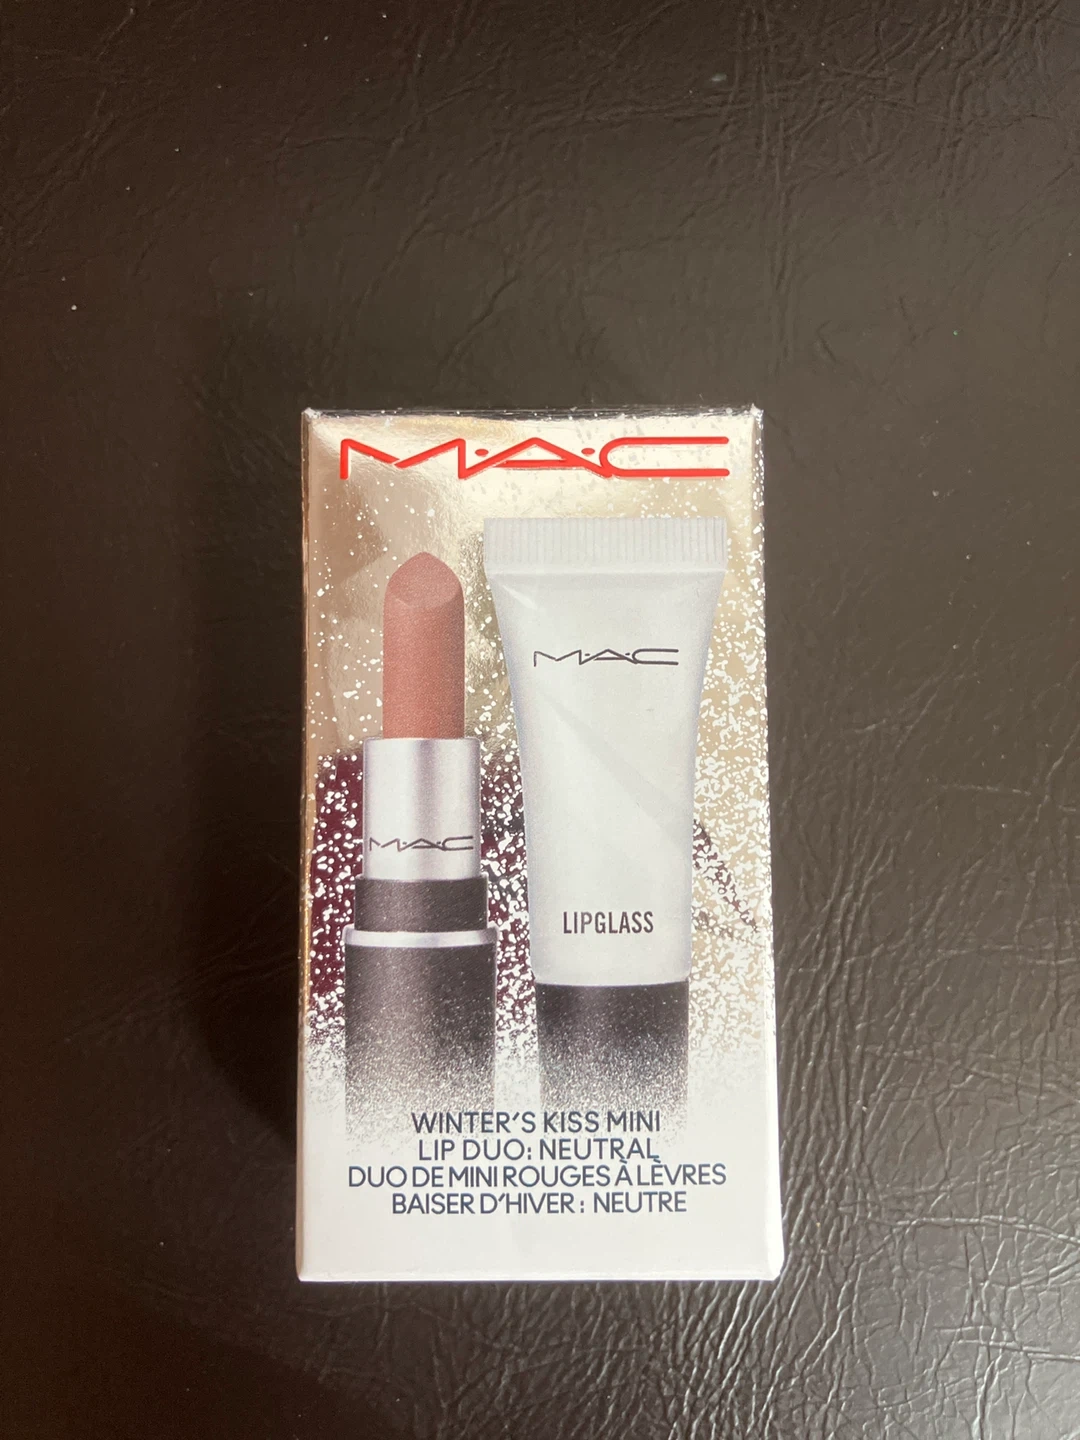 M·A·C
M·A·C
M·A·C
LIPGLASS
WINTER'S KISS MINI
LIP DUO: NEUTRAL
DUO DE MINI ROUGES À LÈVRES
BAISER D'HIVER : NEUTRE